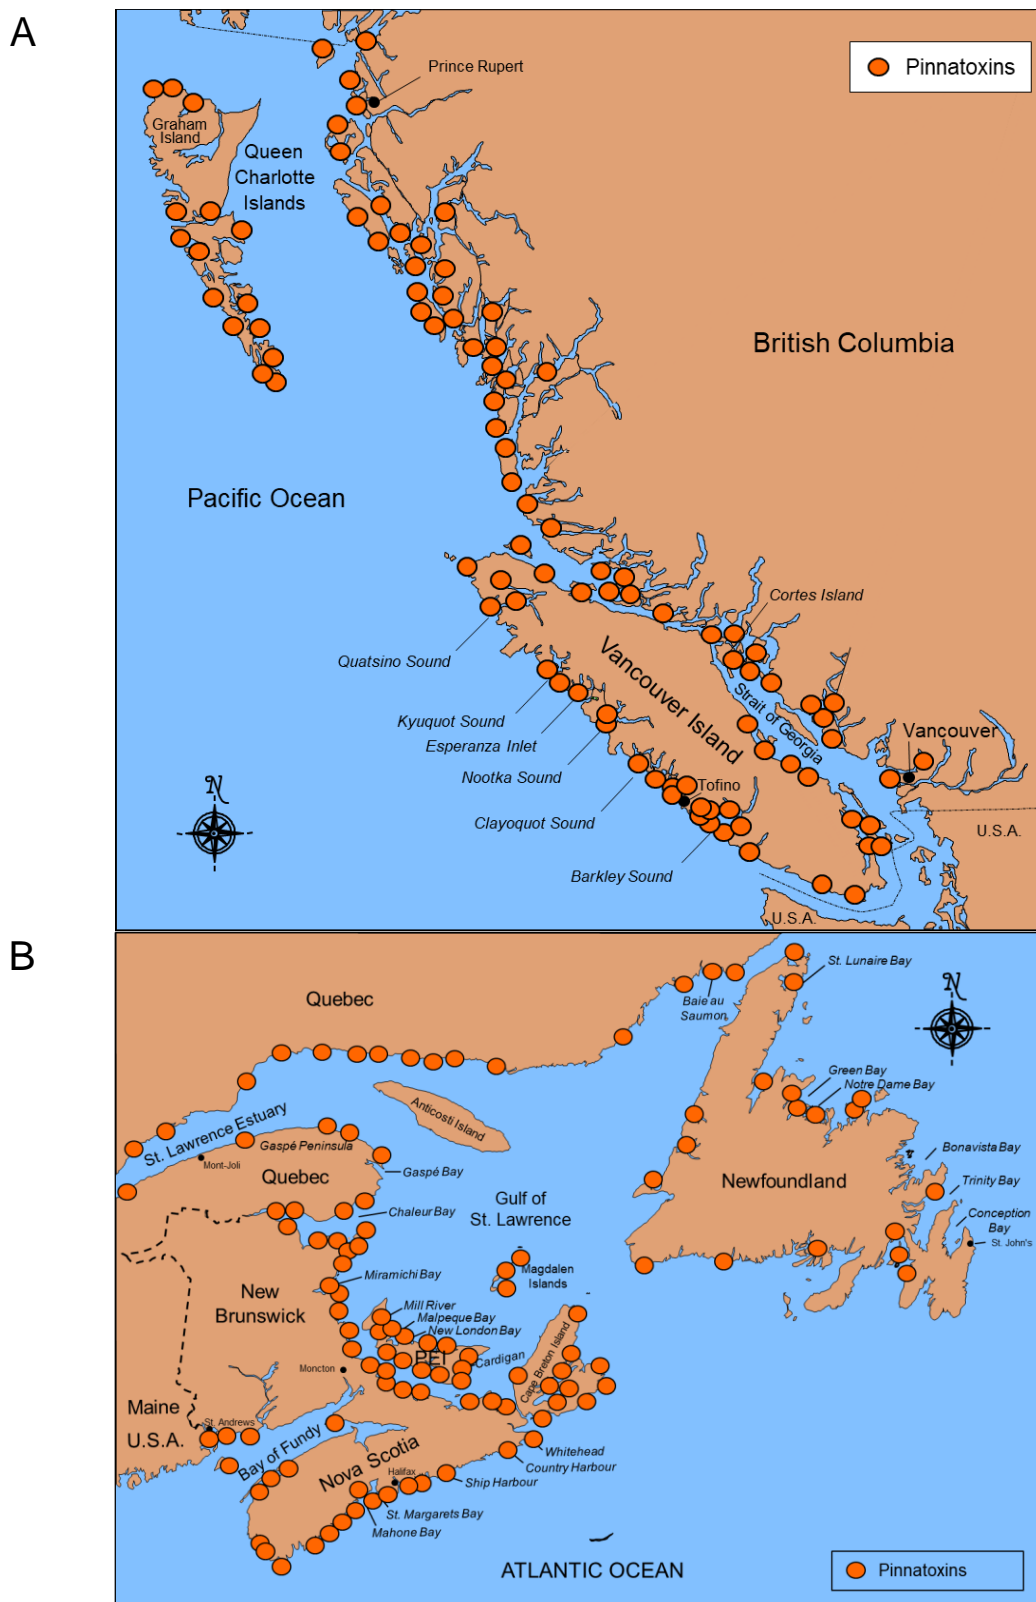 A
Pinnatoxins
Prince Rupert
Graham
Island
Queen
Charlotte
Islands
British Columbia
Pacific Ocean
Cortes Island
Quatsino Sound
Vancouver Island
Strait of Georgia
Kyuquot Sound
Esperanza Inlet
Vancouver
Nootka Sound
N
Tofino
Clayoquot Sound
U.S.A.
Barkley Sound
U.S.A.
B
St. Lunaire Bay
N
Quebec
Baie au
Saumon
Green Bay
Notre Dame Bay
Anticosti Island
St. Lawrence Estuary
Gaspé Peninsula
Bonavista Bay
Mont-Joli
Quebec
Gaspé Bay
Newfoundland
Trinity Bay
Gulf of
St. Lawrence
Chaleur Bay
Conception
Bay
St. John's
Magdalen
Islands
Miramichi Bay
New
Brunswick
Mill River
Malpeque Bay
New London Bay
PEI
Cardigan
Cape Breton Island
Moncton
Maine
U.S.A.
St. Andrews
Bay of Fundy
Nova Scotia
Whitehead
Country Harbour
Halifax
Ship Harbour
St. Margarets Bay
Mahone Bay
ATLANTIC OCEAN
Pinnatoxins